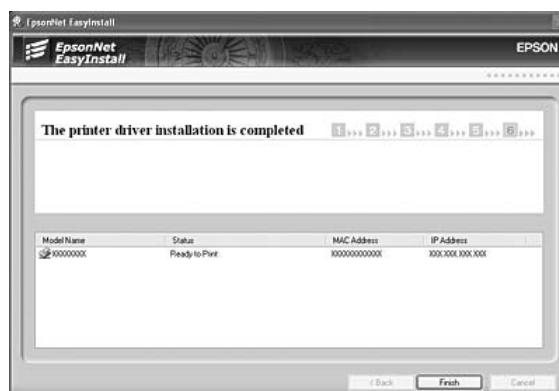 EpsonNet EasyInstall
EpsonNet
EasyInstall
EPSON
The printer driver installation is completed
1 2 3 4 5 6
Model Name Status MAC Address IP Address
XXXXXXXX Ready to Print XXXXXXXXXXXX XXX.XXX.XXX.XXX
< Back Finish Cancel